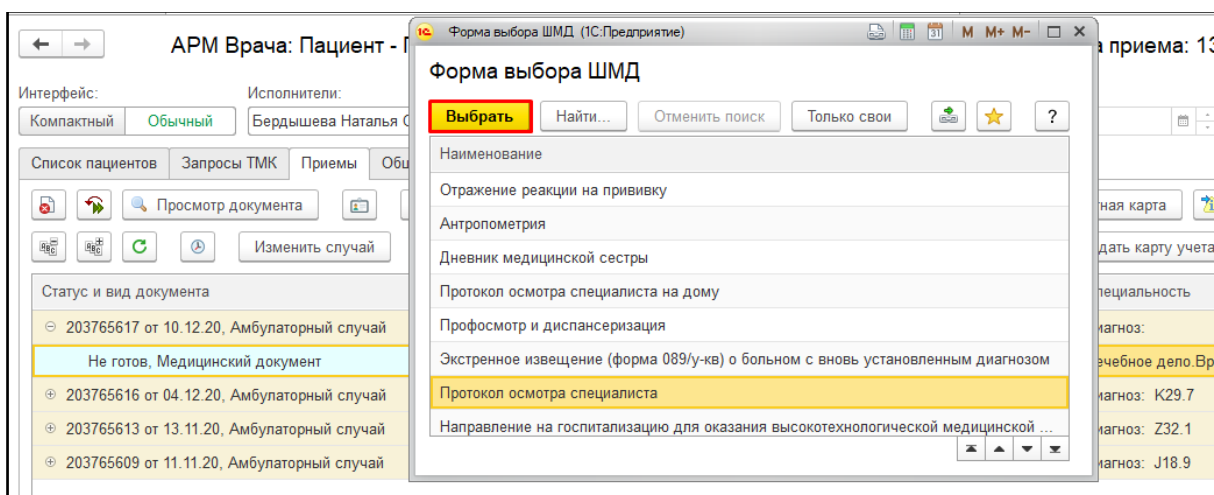 АРМ Врача: Пациент -
Интерфейс:
Исполнители:
Компактный Обычный Бердышева Наталья
Список пациентов Запросы ТМК Приемы Общ
Просмотр документа
Изменить случай
Статус и вид документа
203765617 от 10.12.20, Амбулаторный случай
Не готов, Медицинский документ
203765616 от 04.12.20, Амбулаторный случай
203765613 от 13.11.20, Амбулаторный случай
203765609 от 11.11.20, Амбулаторный случай
Форма выбора ШМД (1С:Предприятие)
31 M M+ M-
Форма выбора ШМД
Выбрать Найти... Отменить поиск Только свои ?
Наименование
Отражение реакции на прививку
Антропометрия
Дневник медицинской сестры
Протокол осмотра специалиста на дому
Профосмотр и диспансеризация
Экстренное извещение (форма 089/у-кв) о больном с вновь установленным диагнозом
Протокол осмотра специалиста
Направление на госпитализацию для оказания высокотехнологической медицинской ...
а приема: 13
ная карта
дать карту учета
пециальность
иагноз:
ечебное дело.Вр
иагноз: K29.7
иагноз: Z32.1
иагноз: J18.9